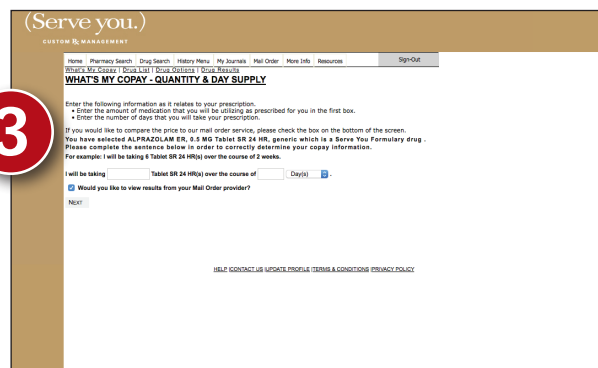 (Serve you.)
CUSTOM Rx MANAGEMENT
Home Pharmacy Search Drug Search History Menu My Journals Mail Order More Info Resources Sign-Out
What's My Copay | Drug List | Drug Options | Drug Results
WHAT'S MY COPAY - QUANTITY & DAY SUPPLY
3
Enter the following information as it relates to your prescription.
• Enter the amount of medication that you will be utilizing as prescribed for you in the first box.
• Enter the number of days that you will take your prescription.
If you would like to compare the price to our mail order service, please check the box on the bottom of the screen.
You have selected ALPRAZOLAM ER, 0.5 MG Tablet SR 24 HR, generic which is a Serve You Formulary drug .
Please complete the sentence below in order to correctly determine your copay information.
For example: I will be taking 6 Tablet SR 24 HR(s) over the course of 2 weeks.
I will be taking Tablet SR 24 HR(s) over the course of Day(s) .
Would you like to view results from your Mail Order provider?
NEXT
HELP |CONTACT US |UPDATE PROFILE |TERMS & CONDITIONS |PRIVACY POLICY